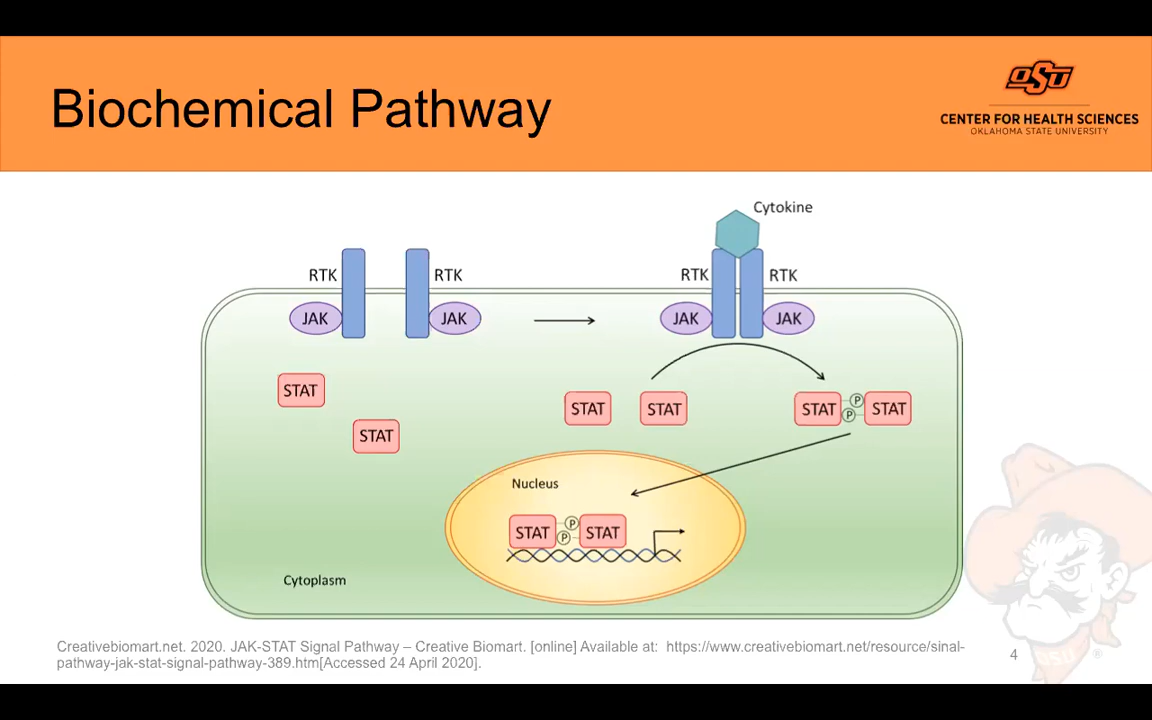 Biochemical Pathway
OSU
CENTER FOR HEALTH SCIENCES
OKLAHOMA STATE UNIVERSITY
Cytokine
RTK
RTK
RTK
RTK
JAK
JAK
JAK
JAK
STAT
STAT
STAT
STAT
P
P
STAT
STAT
Nucleus
STAT
P
P
STAT
Cytoplasm
Creativebiomart.net. 2020. JAK-STAT Signal Pathway – Creative Biomart. [online] Available at: https://www.creativebiomart.net/resource/sinal-
pathway-jak-stat-signal-pathway-389.htm[Accessed 24 April 2020].
4
OSU
®